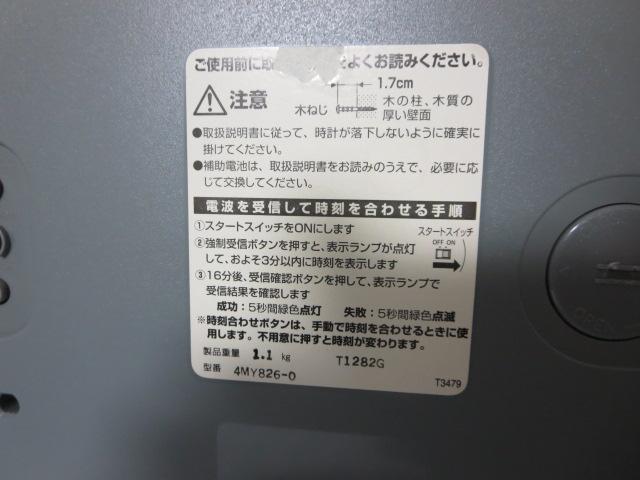 ご使用前に取 をよくお読みください。
注意
1.7cm
木ねじ
木の柱、木質の
厚い壁面
●取扱説明書に従って、時計が落下しないように確実に
掛けてください。
●補助電池は、取扱説明書をお読みのうえで、必要に応
じて交換してください。
電波を受信して時刻を合わせる手順
①スタートスイッチをONにします
スタートスイッチ
OFF ON
②強制受信ボタンを押すと、表示ランプが点灯
して、およそ3分以内に時刻を表示します
③16分後、受信確認ボタンを押して、表示ランプで
受信結果を確認します
成功：5秒間緑色点灯 失敗：5秒間緑色点滅
※時刻合わせボタンは、手動で時刻を合わせるときに使
用します。不用意に押すと時刻が変わります。
製品重量 1.1 kg T1282G
型番 4MY826-0
T3479
OPEN